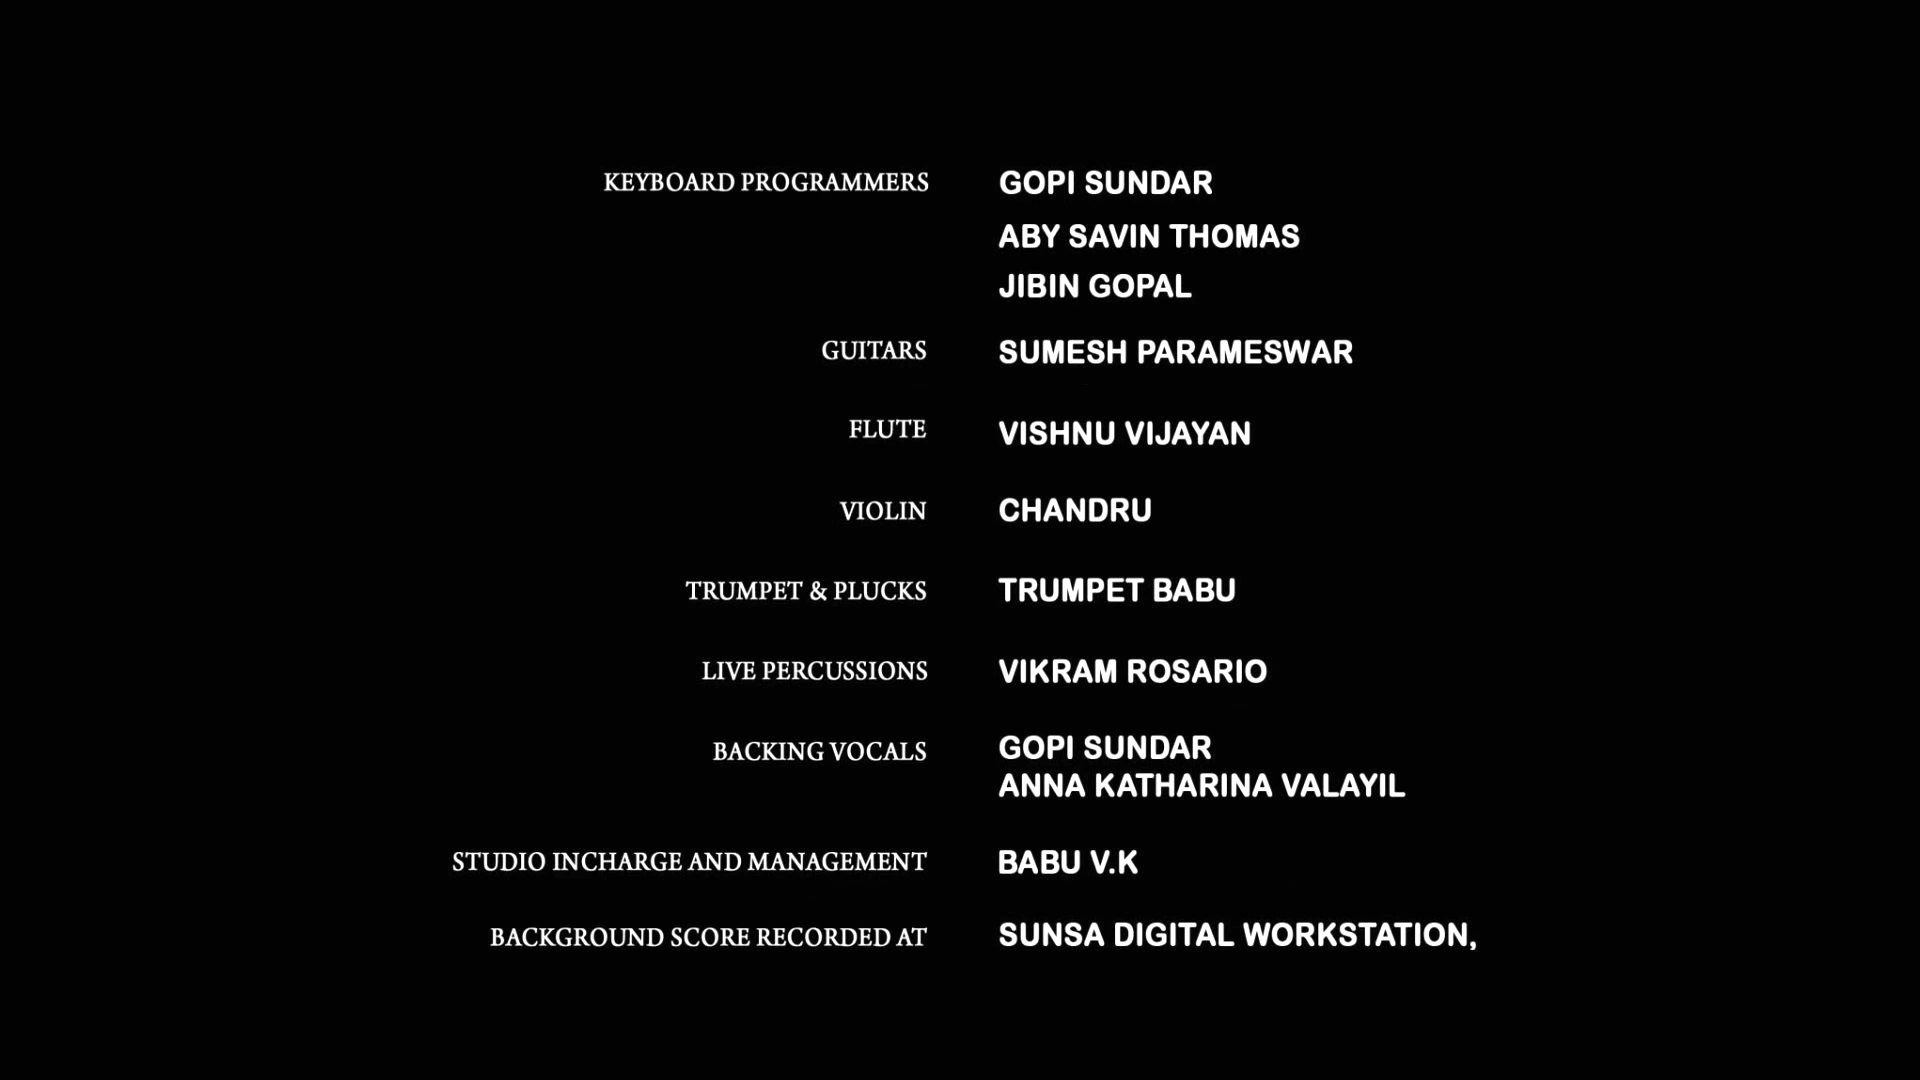 KEYBOARD PROGRAMMERS GOPI SUNDAR
ABY SAVIN THOMAS
JIBIN GOPAL
GUITARS SUMESH PARAMESWAR
FLUTE VISHNU VIJAYAN
VIOLIN CHANDRU
TRUMPET & PLUCKS TRUMPET BABU
LIVE PERCUSSIONS VIKRAM ROSARIO
BACKING VOCALS GOPI SUNDAR
ANNA KATHARINA VALAYIL
STUDIO INCHARGE AND MANAGEMENT BABU V.K
BACKGROUND SCORE RECORDED AT SUNSA DIGITAL WORKSTATION,